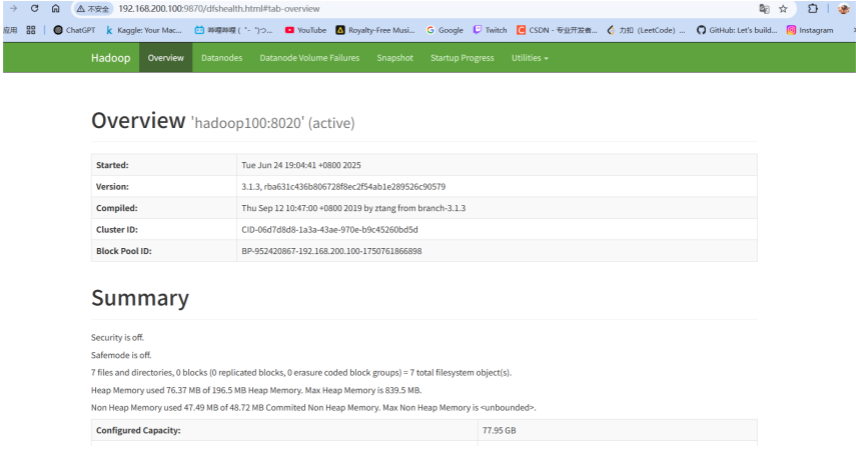 不安全 192.168.200.100:9870/dfshealth.html#tab-overview
应用 ChatGPT Kaggle: Your Mac... 哔哩哔哩 ( ゜- ゜)つ... YouTube Royalty-Free Musi... Google Twitch CSDN - 专业开发者... 力扣 (LeetCode) ... GitHub: Let's build... Instagram
Hadoop Overview Datanodes Datanode Volume Failures Snapshot Startup Progress Utilities
Overview 'hadoop100:8020' (active)
Started: Tue Jun 24 19:04:41 +0800 2025
Version: 3.1.3, rba631c436b806728f8ec2f54ab1e289526c90579
Compiled: Thu Sep 12 10:47:00 +0800 2019 by ztang from branch-3.1.3
Cluster ID: CID-06d7d8d8-1a3a-43ae-970e-b9c45260bd5d
Block Pool ID: BP-952420867-192.168.200.100-1750761866898
Summary
Security is off.
Safemode is off.
7 files and directories, 0 blocks (0 replicated blocks, 0 erasure coded block groups) = 7 total filesystem object(s).
Heap Memory used 76.37 MB of 196.5 MB Heap Memory. Max Heap Memory is 839.5 MB.
Non Heap Memory used 47.49 MB of 48.72 MB Commited Non Heap Memory. Max Non Heap Memory is <unbounded>.
Configured Capacity: 77.95 GB